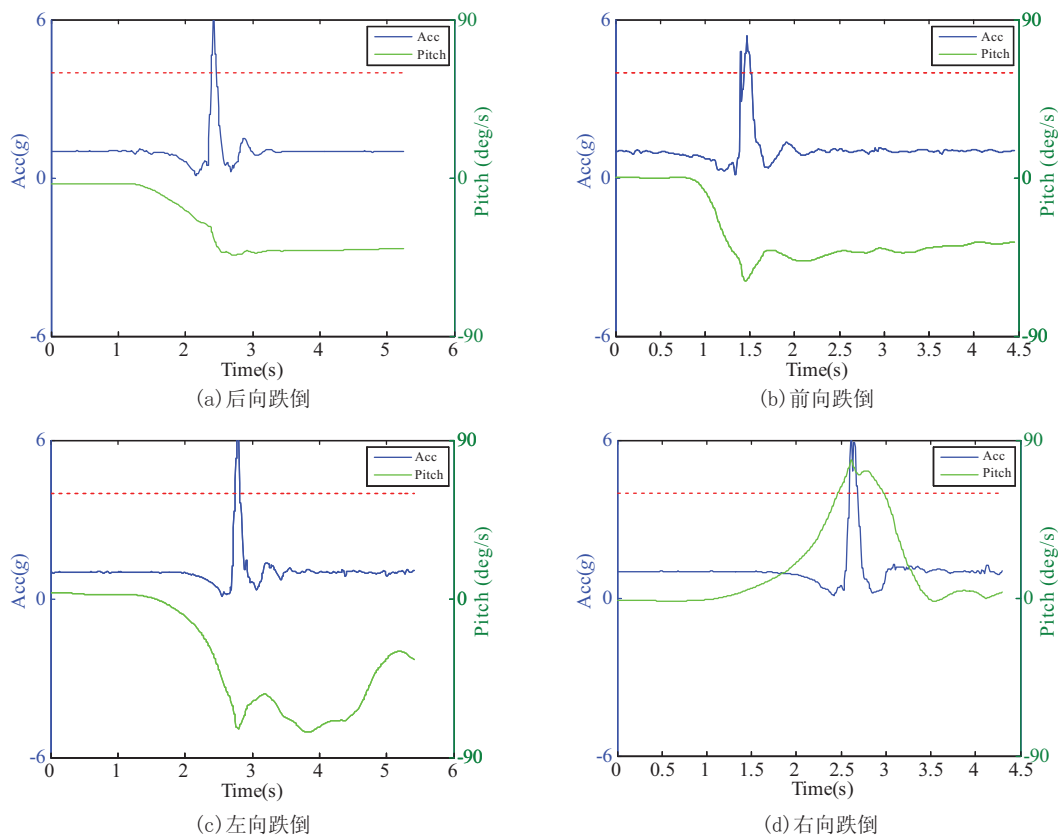 6
90
Acc
Pitch
Acc(g)
0
0
Pitch (deg/s)
-6
-90
0 1 2 3 4 5 6
Time(s)
(a)后向跌倒
6
90
Acc
Pitch
Acc(g)
0
0
Pitch (deg/s)
-6
-90
0 0.5 1 1.5 2 2.5 3 3.5 4 4.5
Time(s)
(b)前向跌倒
6
90
Acc
Pitch
Acc(g)
0
0
Pitch (deg/s)
-6
-90
0 1 2 3 4 5 6
Time(s)
(c)左向跌倒
6
90
Acc
Pitch
Acc(g)
0
0
Pitch (deg/s)
-6
-90
0 0.5 1 1.5 2 2.5 3 3.5 4 4.5
Time(s)
(d)右向跌倒